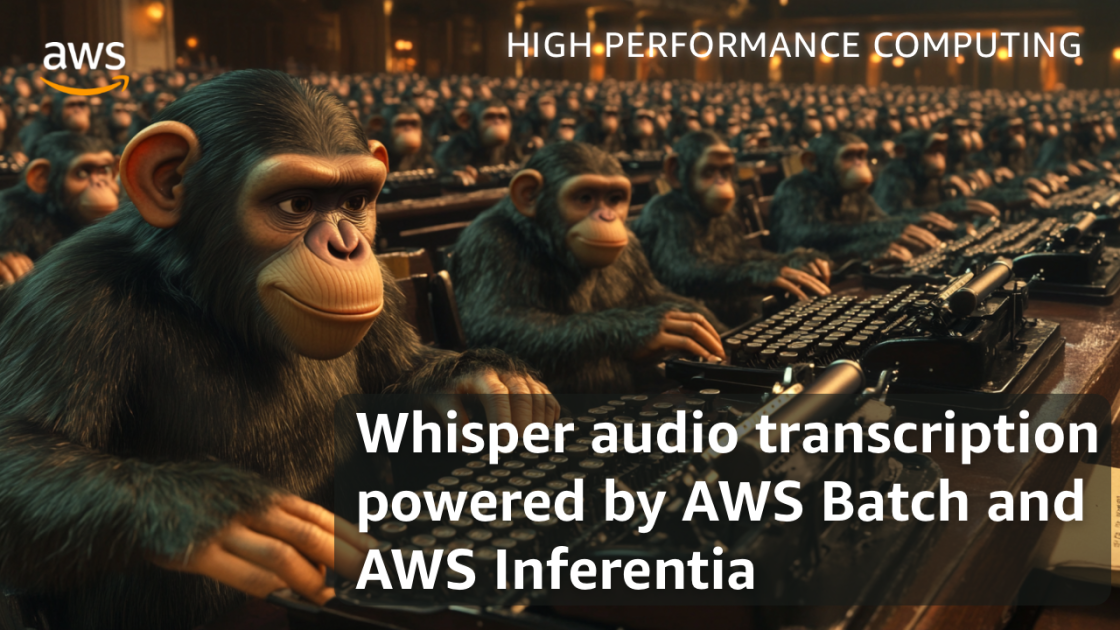 aws
HIGH PERFORMANCE COMPUTING
Whisper audio transcription
powered by AWS Batch and
AWS Inferentia